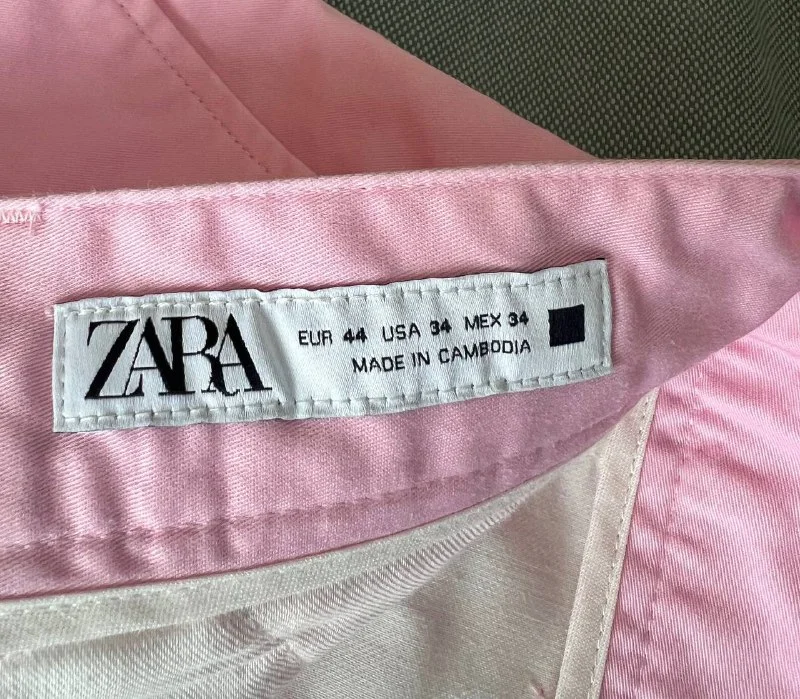 ZARA
EUR 44 USA 34 MEX 34
MADE IN CAMBODIA